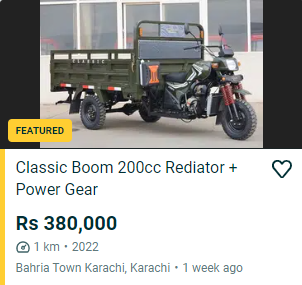 CLASSIC
FEATURED
Classic Boom 200cc Rediator +
Power Gear
Rs 380,000
1 km • 2022
Bahria Town Karachi, Karachi • 1 week ago